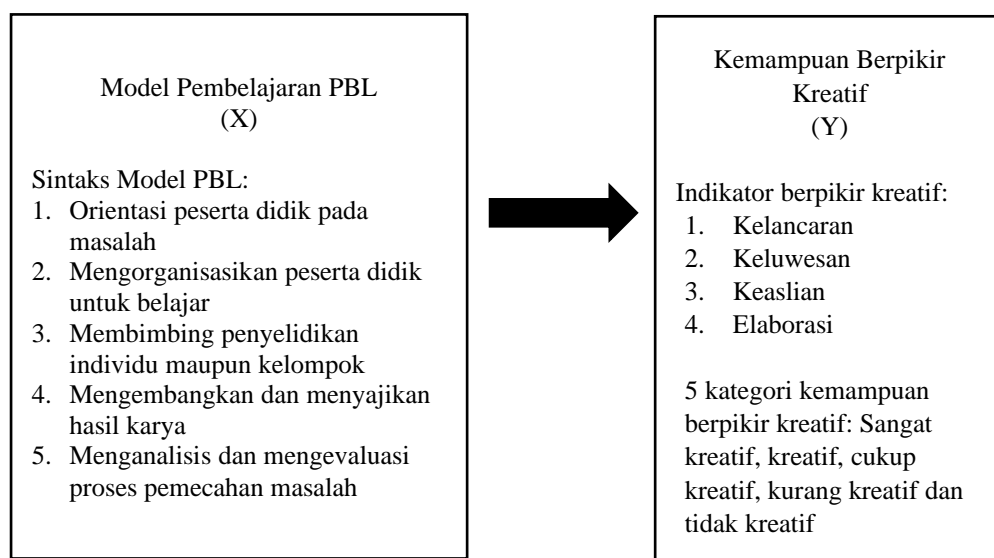 Model Pembelajaran PBL
(X)
Sintaks Model PBL:
1. Orientasi peserta didik pada
masalah
2. Mengorganisasikan peserta didik
untuk belajar
3. Membimbing penyelidikan
individu maupun kelompok
4. Mengembangkan dan menyajikan
hasil karya
5. Menganalisis dan mengevaluasi
proses pemecahan masalah
Kemampuan Berpikir
Kreatif
(Y)
Indikator berpikir kreatif:
1. Kelancaran
2. Keluwesan
3. Keaslian
4. Elaborasi
5 kategori kemampuan
berpikir kreatif: Sangat
kreatif, kreatif, cukup
kreatif, kurang kreatif dan
tidak kreatif